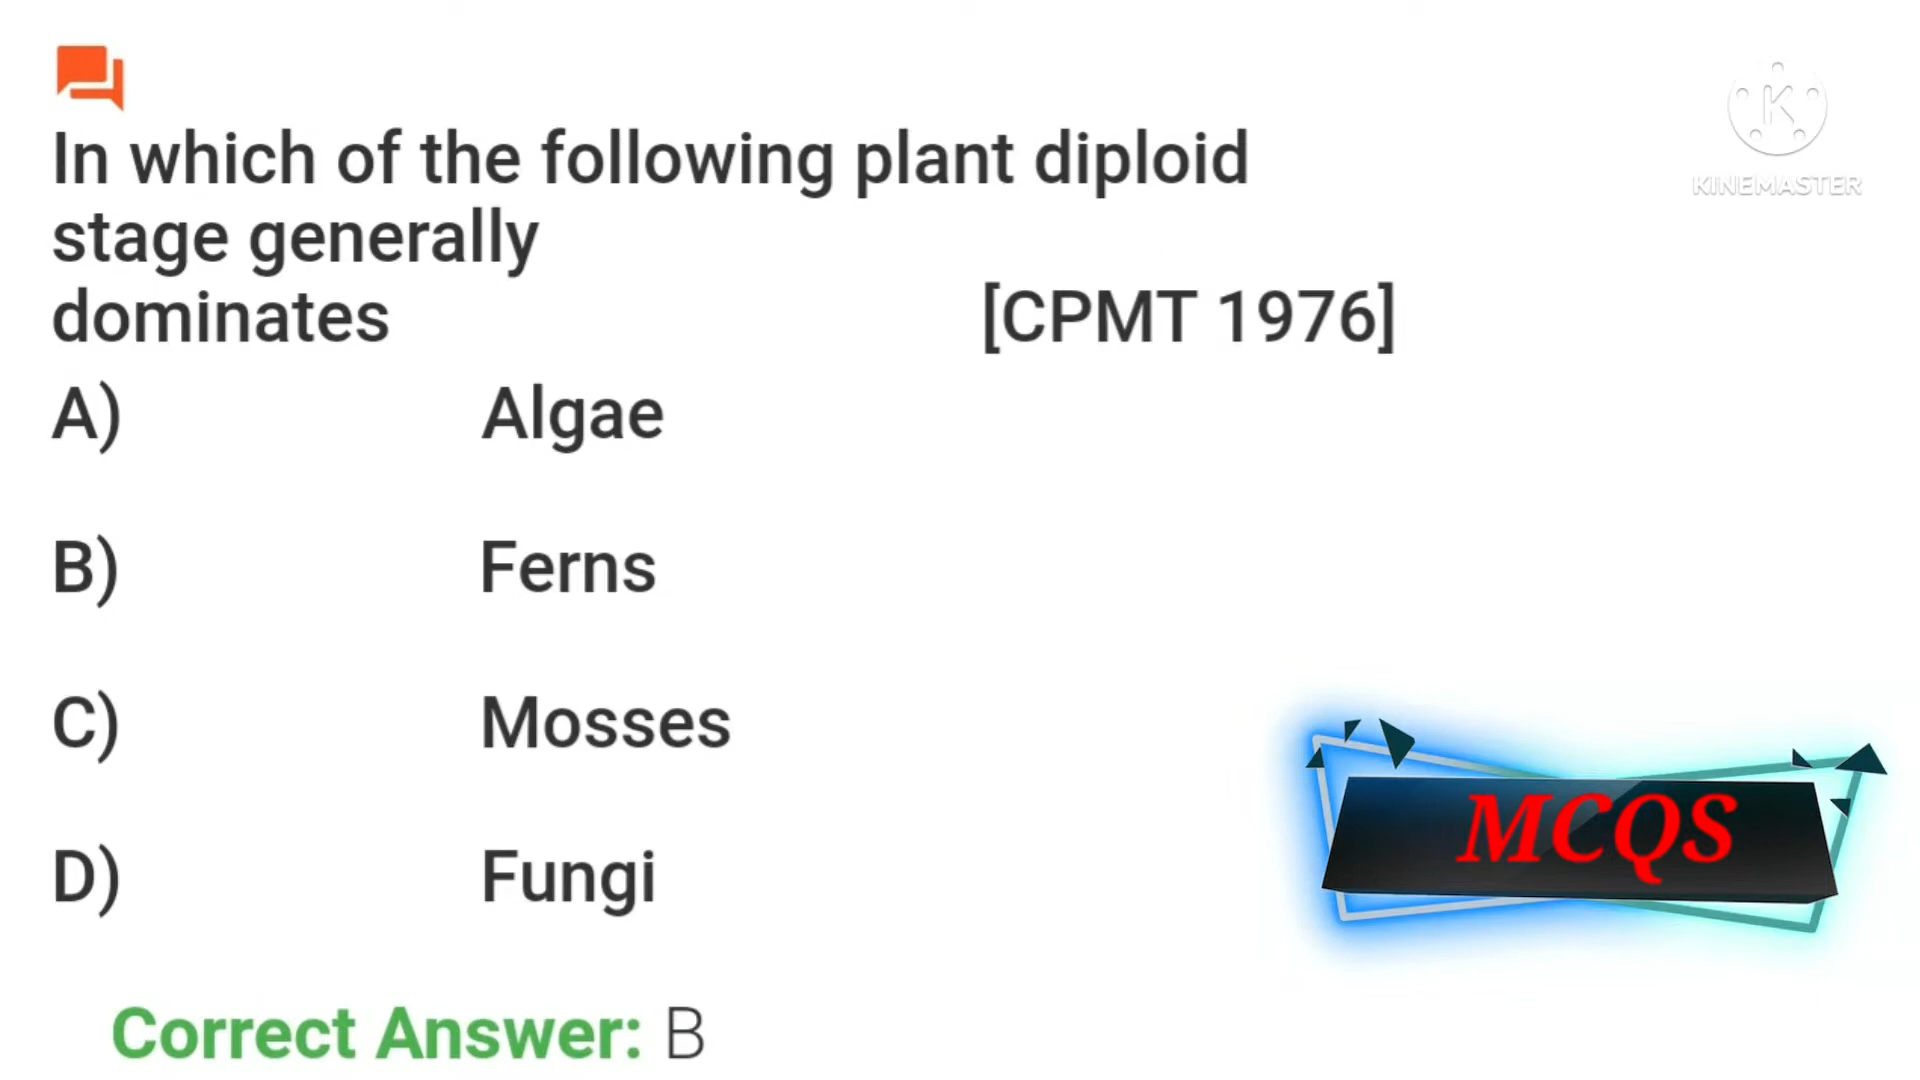 In which of the following plant diploid
stage generally
dominates [CPMT 1976]
A) Algae
B) Ferns
C) Mosses
D) Fungi
Correct Answer: B
K
KINEMASTER
MCQS